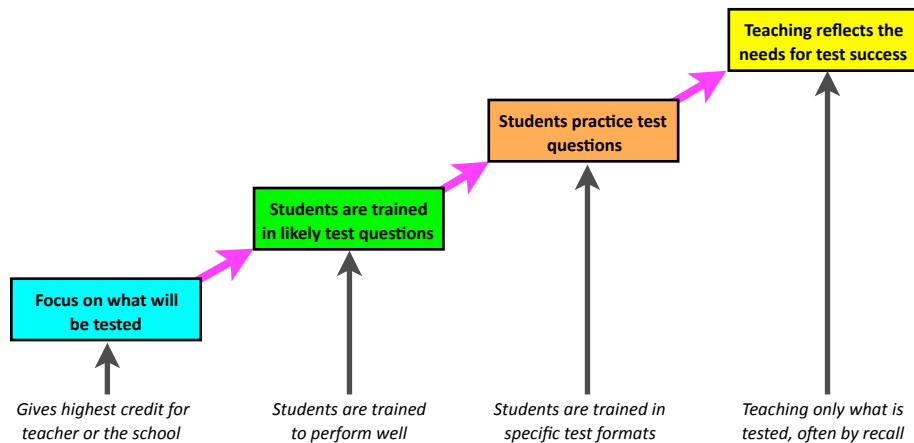 Teaching reflects the
needs for test success
Students practice test
questions
Students are trained
in likely test questions
Focus on what will
be tested
Gives highest credit for
teacher or the school
Students are trained
to perform well
Students are trained in
specific test formats
Teaching only what is
tested, often by recall